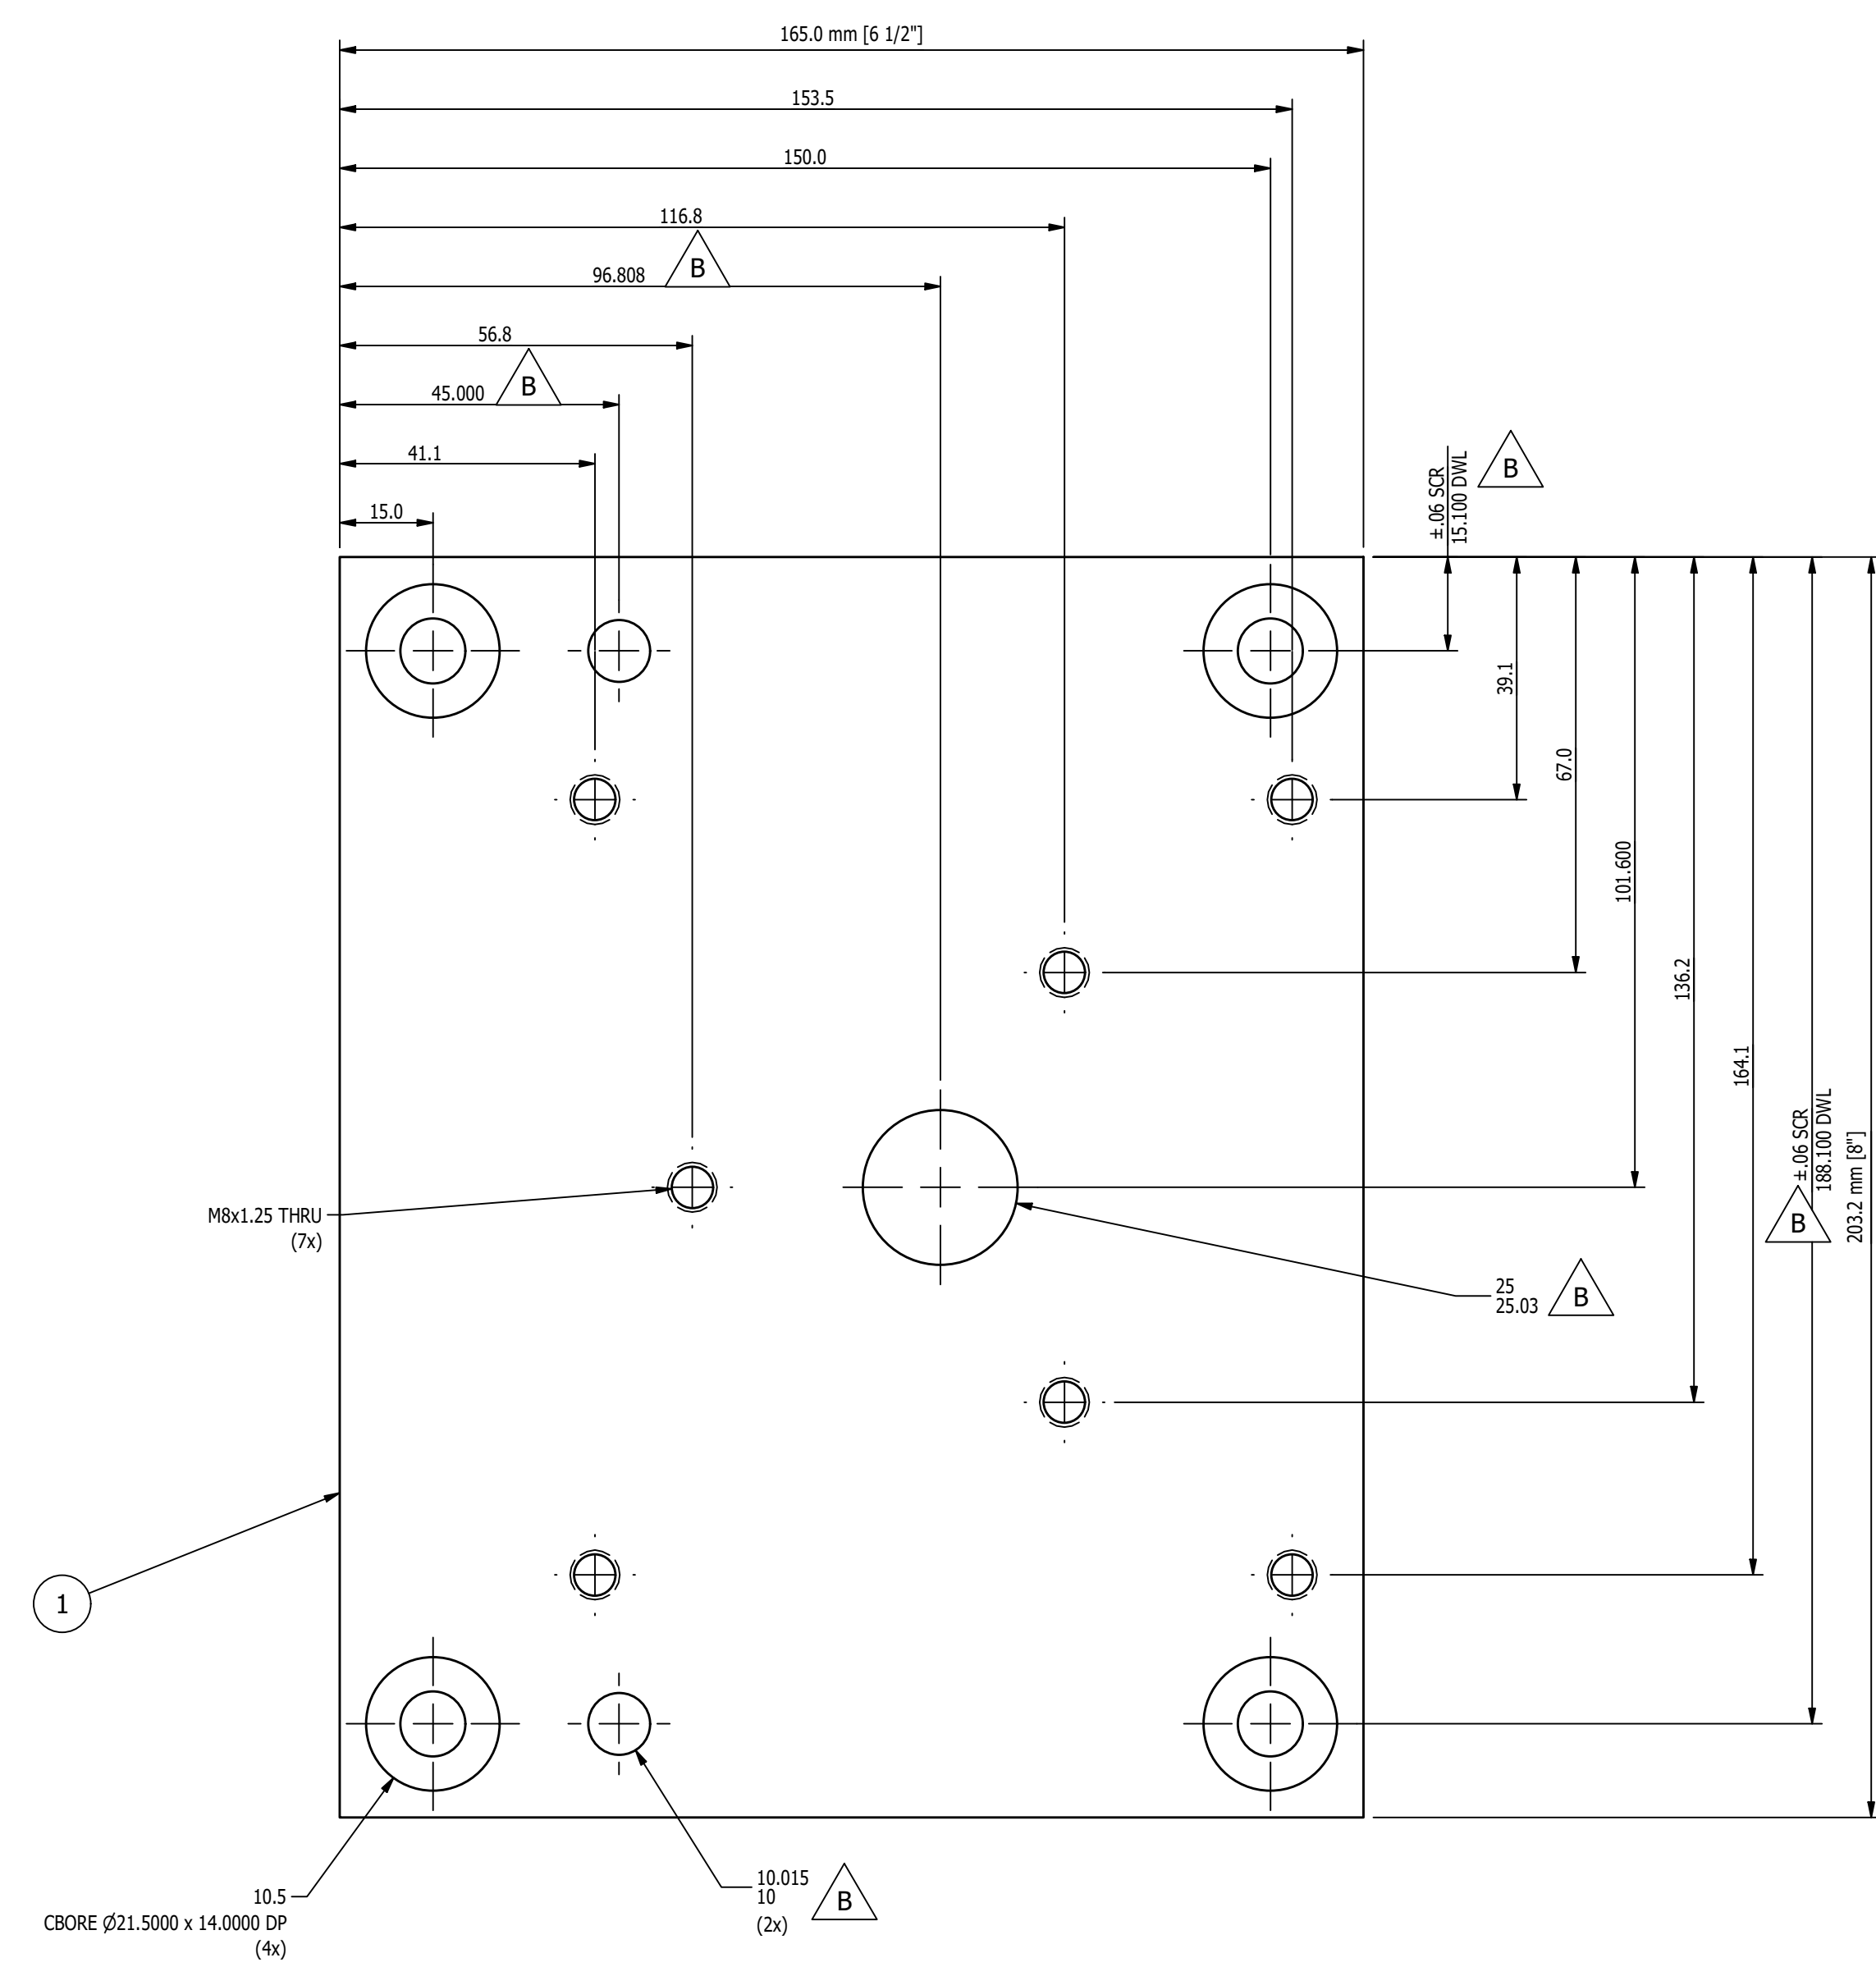 165.0 mm [6 1/2"]
153.5
150.0
116.8
96.808
B
56.8
45.000
B
41.1
15.0
±.06 SCR
15.100 DWL
B
39.1
67.0
101.600
136.2
164.1
±.06 SCR
188.100 DWL
B
203.2 mm [8"]
M8x1.25 THRU
(7x)
25
25.03
B
1
10.5
CBORE Ø21.5000 x 14.0000 DP
(4x)
10.015
10
(2x)
B